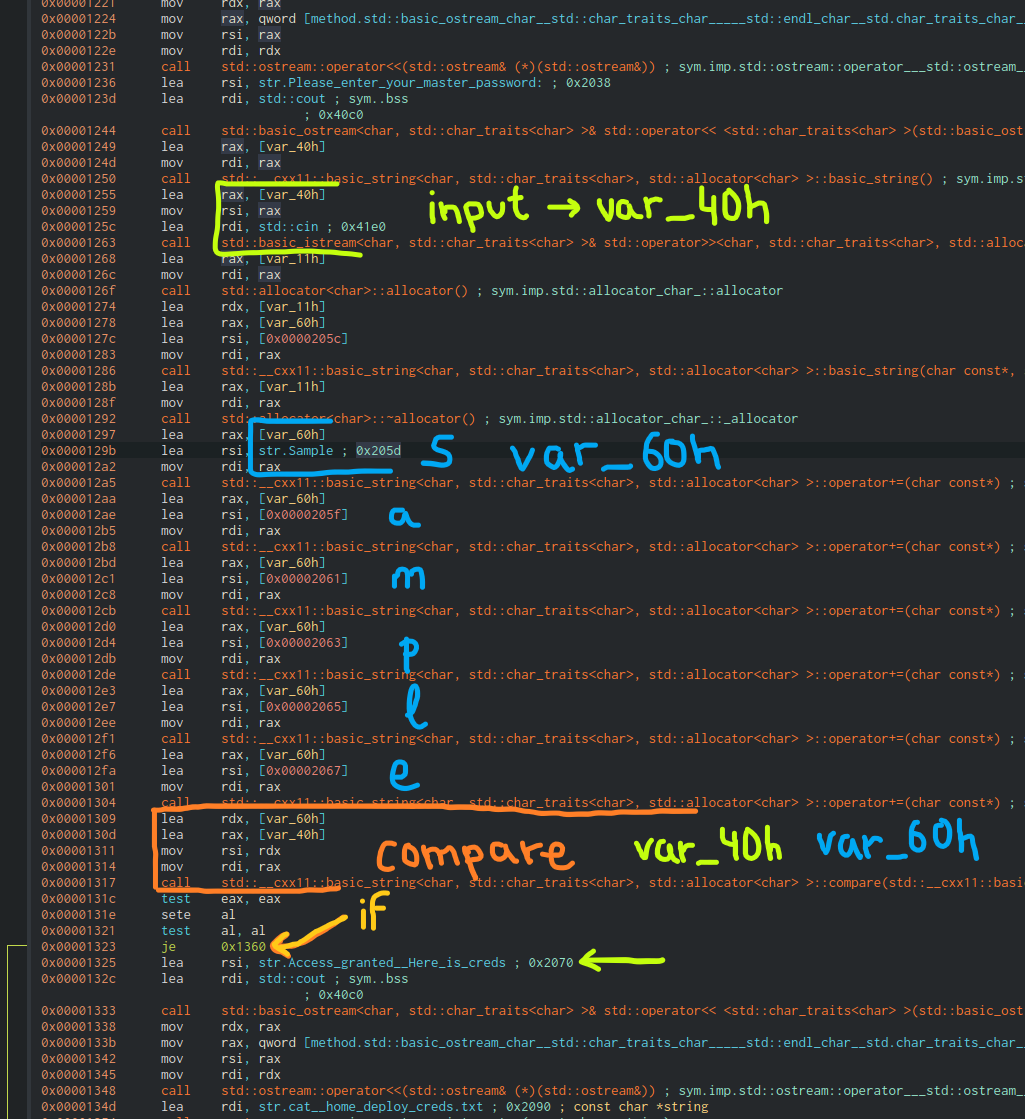 0x00001221 mov rdx, rax
0x00001224 mov rax, qword [method.std::basic_ostream_char__std::char_traits_char_____std::endl_char__std.char_traits_char_
0x0000122b mov rsi, rax
0x0000122e mov rdi, rdx
0x00001231 call std::ostream::operator<<(std::ostream& (*)(std::ostream&)) ; sym.imp.std::ostream::operator___std::ostream_
0x00001236 lea rsi, str.Please_enter_your_master_password: ; 0x2038
0x0000123d lea rdi, std::cout ; sym..bss
; 0x40c0
0x00001244 call std::basic_ostream<char, std::char_traits<char> >& std::operator<< <std::char_traits<char> >(std::basic_ost
0x00001249 lea rax, [var_40h]
0x0000124d mov rdi, rax
0x00001250 call std::__cxx11::basic_string<char, std::char_traits<char>, std::allocator<char> >::basic_string() ; sym.imp.s
0x00001255 lea rax, [var_40h]
0x00001259 mov rsi, rax input → var_40h
0x0000125c lea rdi, std::cin ; 0x41e0
0x00001263 call std::basic_istream<char, std::char_traits<char> >& std::operator>><char, std::char_traits<char>, std::alloca
0x00001268 lea rax, [var_11h]
0x0000126c mov rdi, rax
0x0000126f call std::allocator<char>::allocator() ; sym.imp.std::allocator_char_::allocator
0x00001274 lea rdx, [var_11h]
0x00001278 lea rax, [var_60h]
0x0000127c lea rsi, [0x0000205c]
0x00001283 mov rdi, rax
0x00001286 call std::__cxx11::basic_string<char, std::char_traits<char>, std::allocator<char> >::basic_string(char const*,
0x0000128b lea rax, [var_11h]
0x0000128f mov rdi, rax
0x00001292 call std::allocator<char>::~allocator() ; sym.imp.std::allocator_char_::_allocator
0x00001297 lea rax, [var_60h]
0x0000129b lea rsi, str.Sample ; 0x205d S var_60h
0x000012a2 mov rdi, rax
0x000012a5 call std::__cxx11::basic_string<char, std::char_traits<char>, std::allocator<char> >::operator+=(char const*) ;
0x000012aa lea rax, [var_60h]
0x000012ae lea rsi, [0x0000205f] a
0x000012b5 mov rdi, rax
0x000012b8 call std::__cxx11::basic_string<char, std::char_traits<char>, std::allocator<char> >::operator+=(char const*) ;
0x000012bd lea rax, [var_60h]
0x000012c1 lea rsi, [0x00002061] m
0x000012c8 mov rdi, rax
0x000012cb call std::__cxx11::basic_string<char, std::char_traits<char>, std::allocator<char> >::operator+=(char const*) ;
0x000012d0 lea rax, [var_60h]
0x000012d4 lea rsi, [0x00002063] p
0x000012db mov rdi, rax
0x000012de call std::__cxx11::basic_string<char, std::char_traits<char>, std::allocator<char> >::operator+=(char const*) ;
0x000012e3 lea rax, [var_60h]
0x000012e7 lea rsi, [0x00002065] l
0x000012ee mov rdi, rax
0x000012f1 call std::__cxx11::basic_string<char, std::char_traits<char>, std::allocator<char> >::operator+=(char const*) ;
0x000012f6 lea rax, [var_60h]
0x000012fa lea rsi, [0x00002067] e
0x00001301 mov rdi, rax
0x00001304 call std::__cxx11::basic_string<char, std::char_traits<char>, std::allocator<char> >::operator+=(char const*) ;
0x00001309 lea rdx, [var_60h]
0x0000130d lea rax, [var_40h]
0x00001311 mov rsi, rdx compare var_40h var_60h
0x00001314 mov rdi, rax
0x00001317 call std::__cxx11::basic_string<char, std::char_traits<char>, std::allocator<char> >::compare(std::__cxx11::basic
0x0000131c test eax, eax
0x0000131e sete al if
0x00001321 test al, al
0x00001323 je 0x1360
0x00001325 lea rsi, str.Access_granted__Here_is_creds ; 0x2070
0x0000132c lea rdi, std::cout ; sym..bss
; 0x40c0
0x00001333 call std::basic_ostream<char, std::char_traits<char> >& std::operator<< <std::char_traits<char> >(std::basic_ost
0x00001338 mov rdx, rax
0x0000133b mov rax, qword [method.std::basic_ostream_char__std::char_traits_char_____std::endl_char__std.char_traits_char_
0x00001342 mov rsi, rax
0x00001345 mov rdi, rdx
0x00001348 call std::ostream::operator<<(std::ostream& (*)(std::ostream&)) ; sym.imp.std::ostream::operator___std::ostream_
0x0000134d lea rdi, str.cat__home_deploy_creds.txt ; 0x2090 ; const char *string